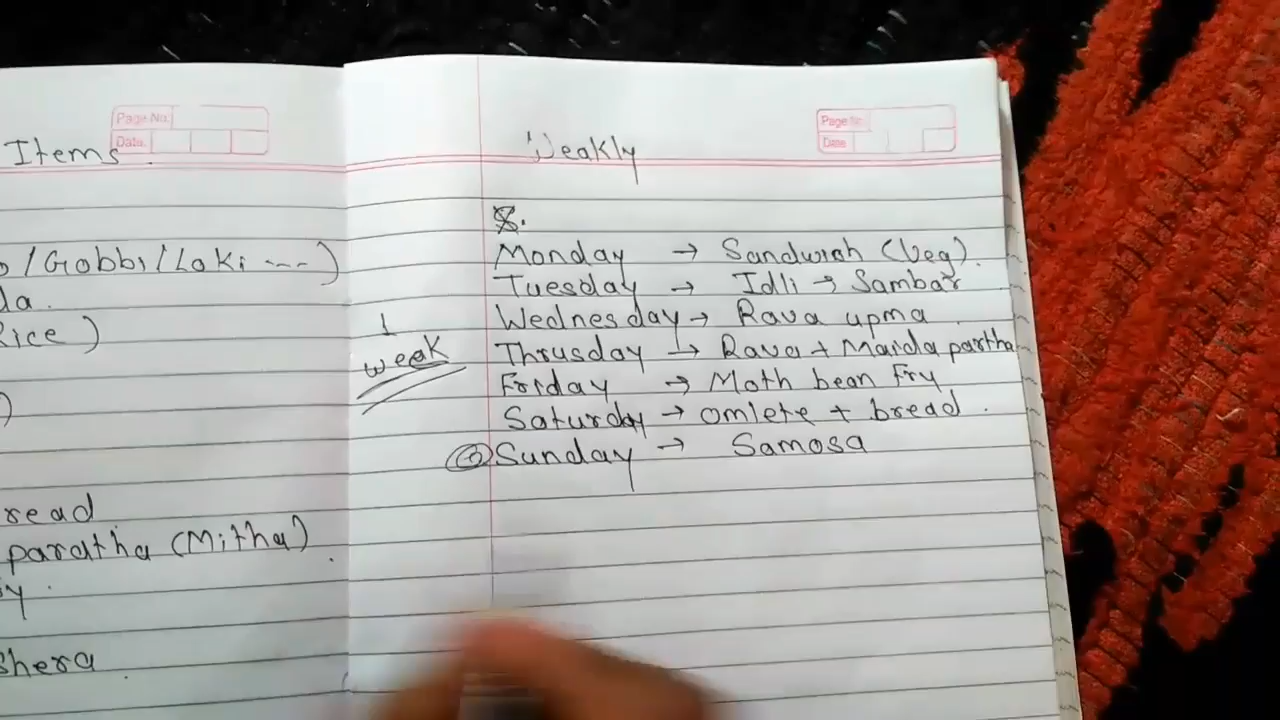 Page No.
Date.
Items.
/Gobbi/Loki ---)
da.
Rice)
)
read
paratha (Mitha).
y.
shera.
Page No.
Date
Weakly
Monday → Sandwich (Veg).
Tuesday → Idli → Sambar
Wednesday → Rava upma
Thrusday → Rava + Maida partha
Friday → Moth bean Fry
Saturday → omlete + bread.
Sunday → Samosa
1
week